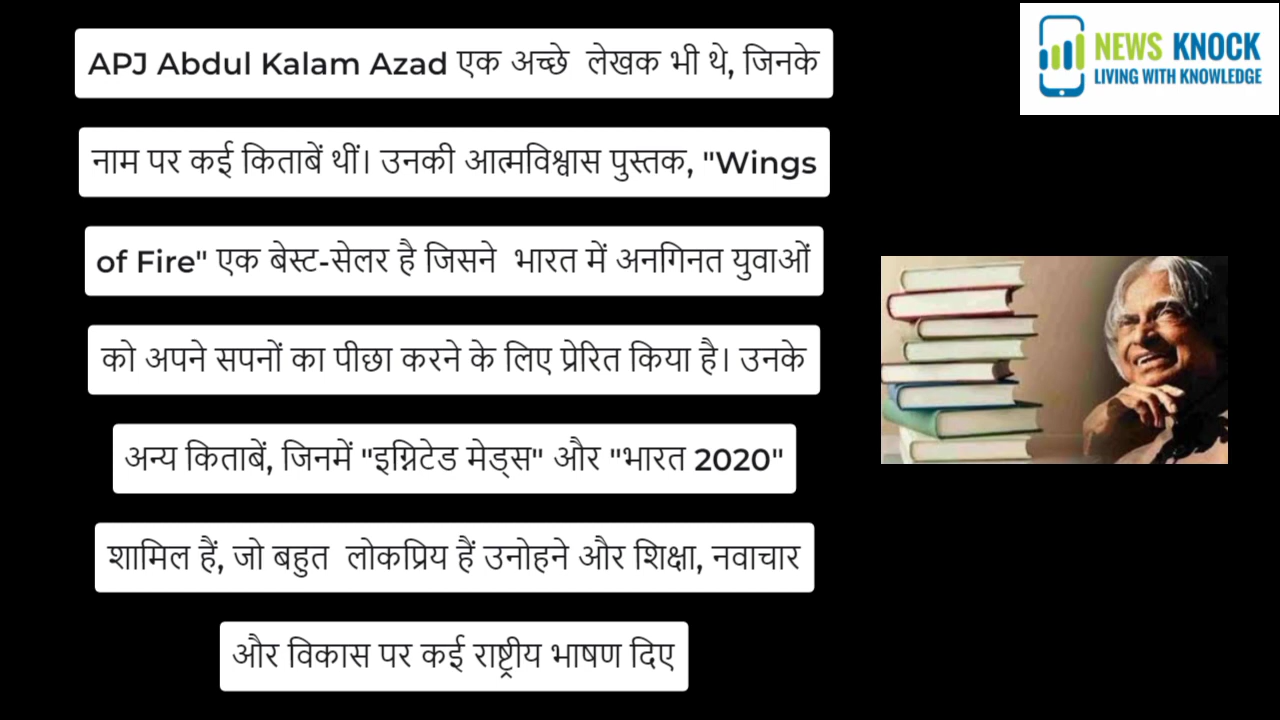 APJ Abdul Kalam Azad एक अच्छे लेखक भी थे, जिनके
नाम पर कई किताबें थीं। उनकी आत्मविश्वास पुस्तक, "Wings
of Fire" एक बेस्ट-सेलर है जिसने भारत में अनगिनत युवाओं
को अपने सपनों का पीछा करने के लिए प्रेरित किया है। उनके
अन्य किताबें, जिनमें "इग्निटेड मेड्स" और "भारत 2020"
शामिल हैं, जो बहुत लोकप्रिय हैं उनोहने और शिक्षा, नवाचार
और विकास पर कई राष्ट्रीय भाषण दिए
NEWS KNOCK
LIVING WITH KNOWLEDGE